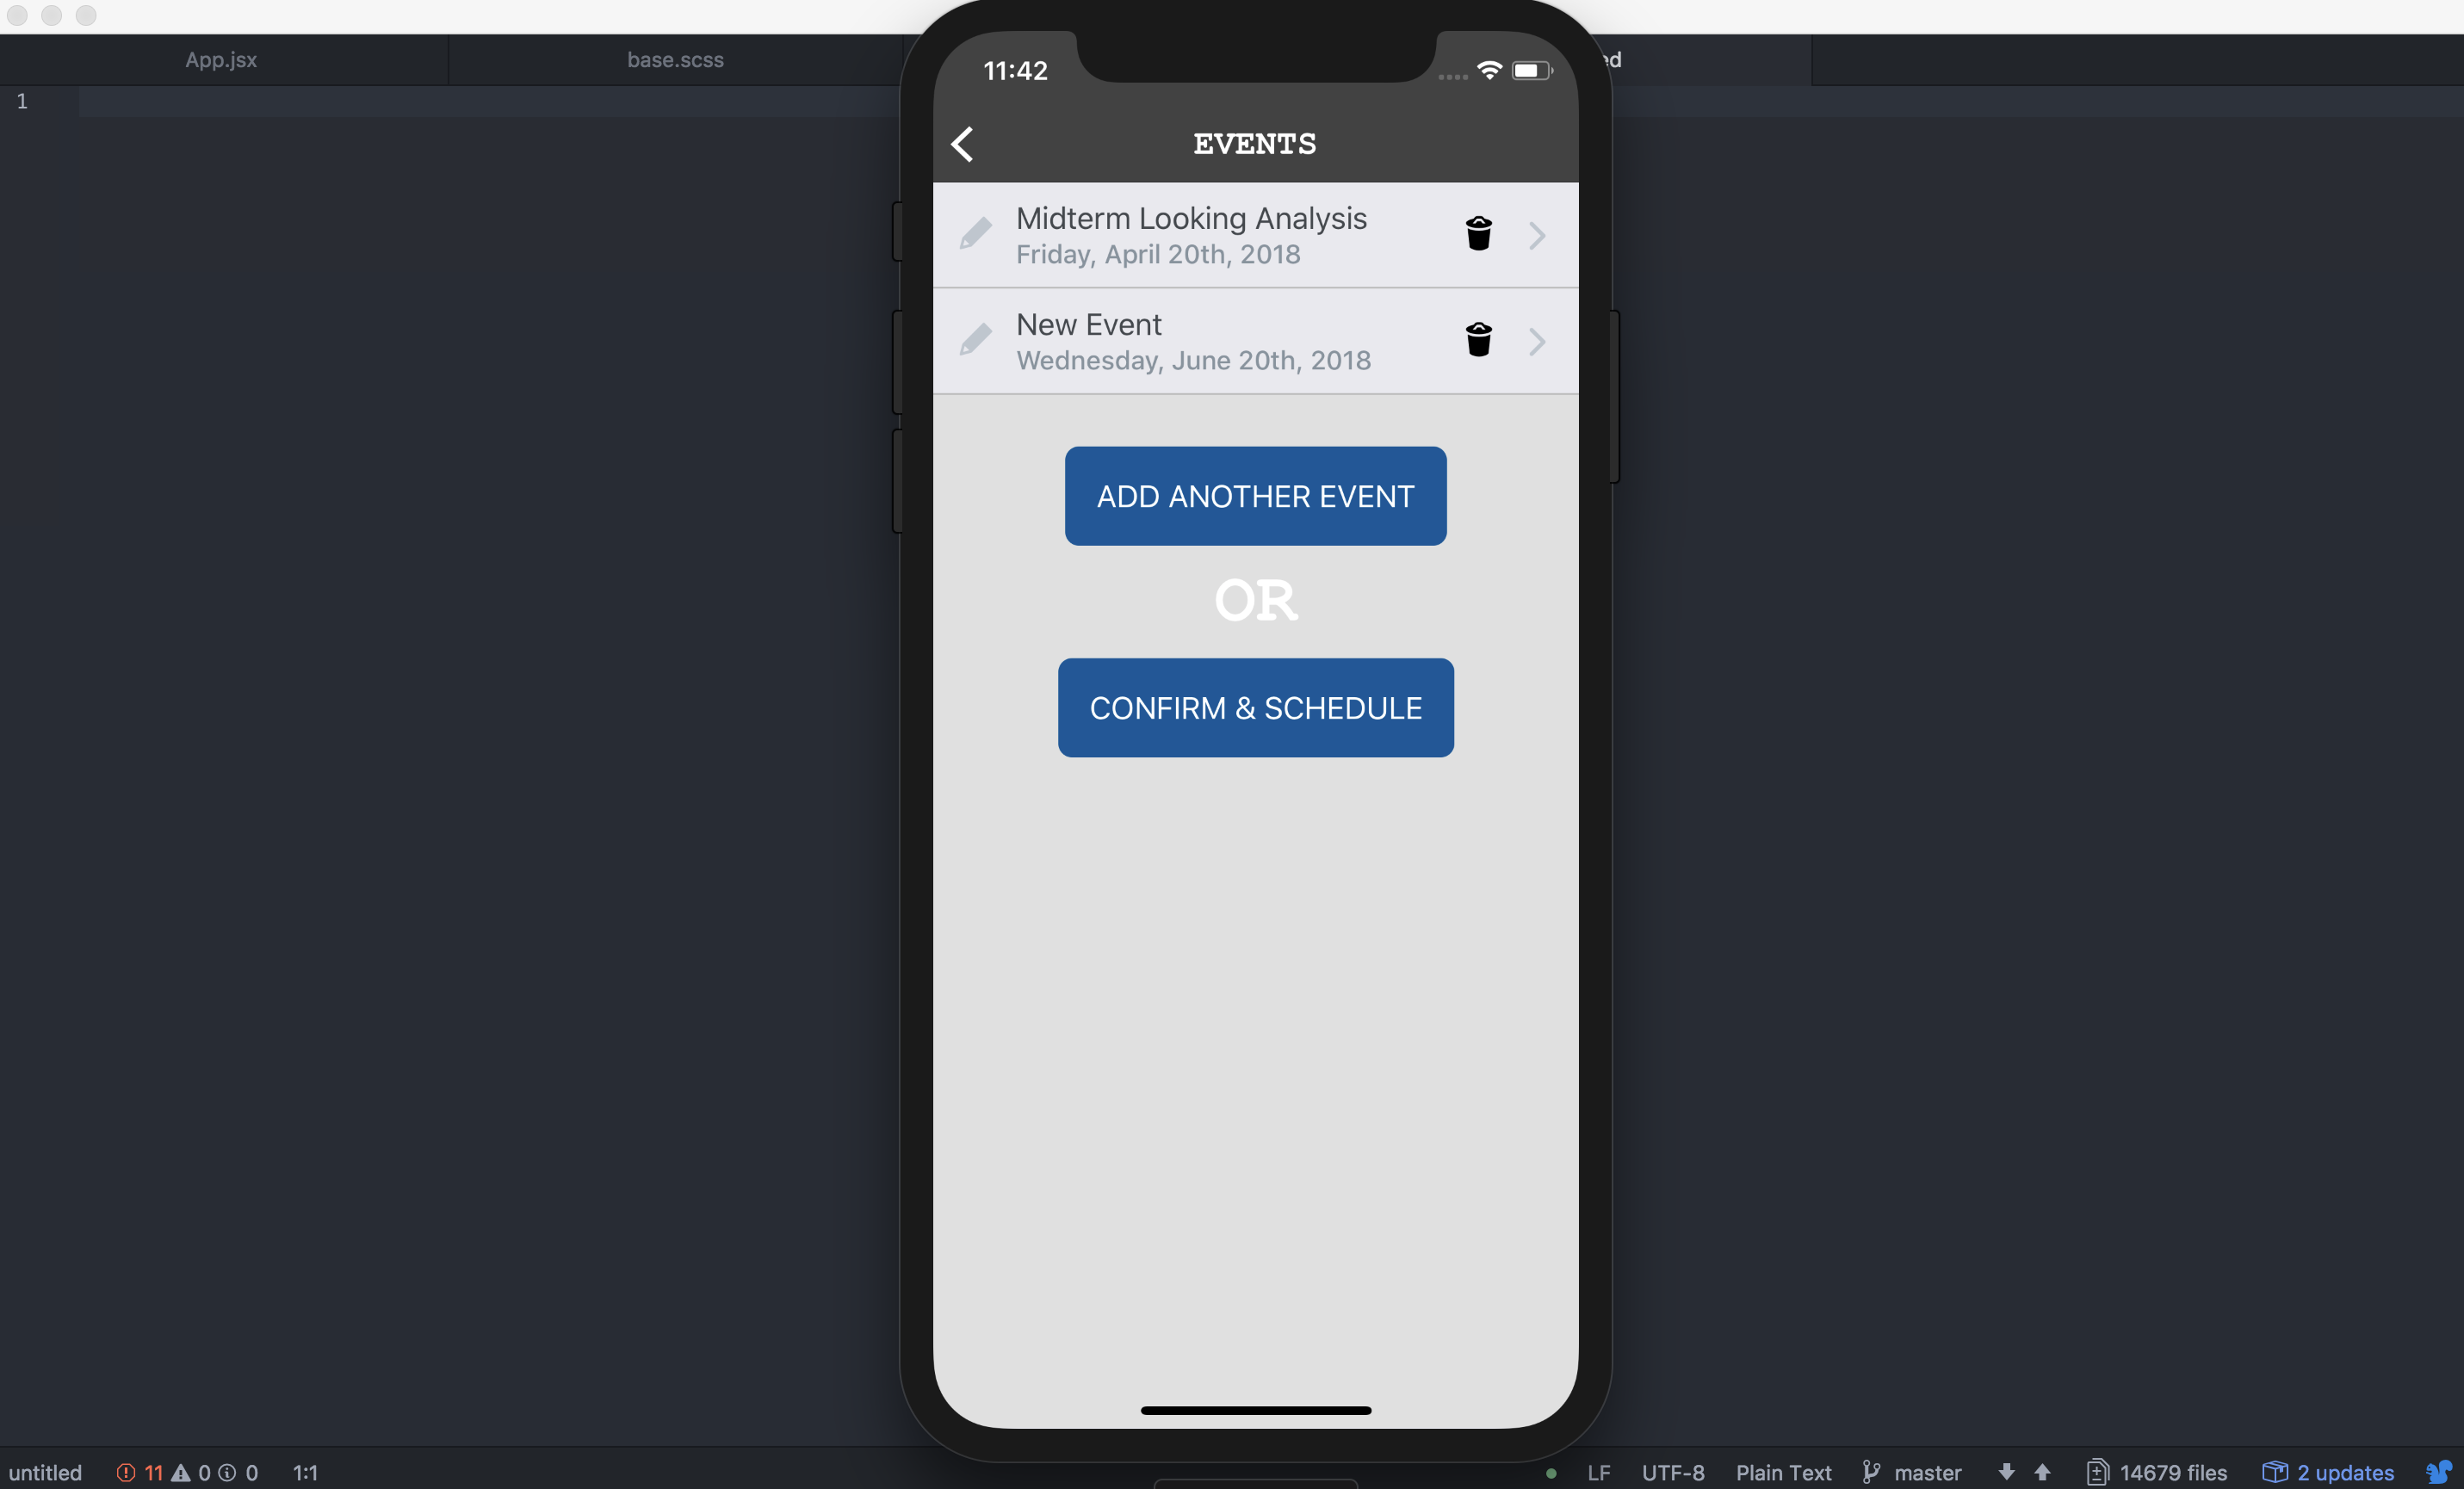 App.jsx
base.scss
ed
1
11:42
EVENTS
Midterm Looking Analysis
Friday, April 20th, 2018
New Event
Wednesday, June 20th, 2018
ADD ANOTHER EVENT
OR
CONFIRM & SCHEDULE
untitled 11 0 0 1:1 LF UTF-8 Plain Text master 14679 files 2 updates